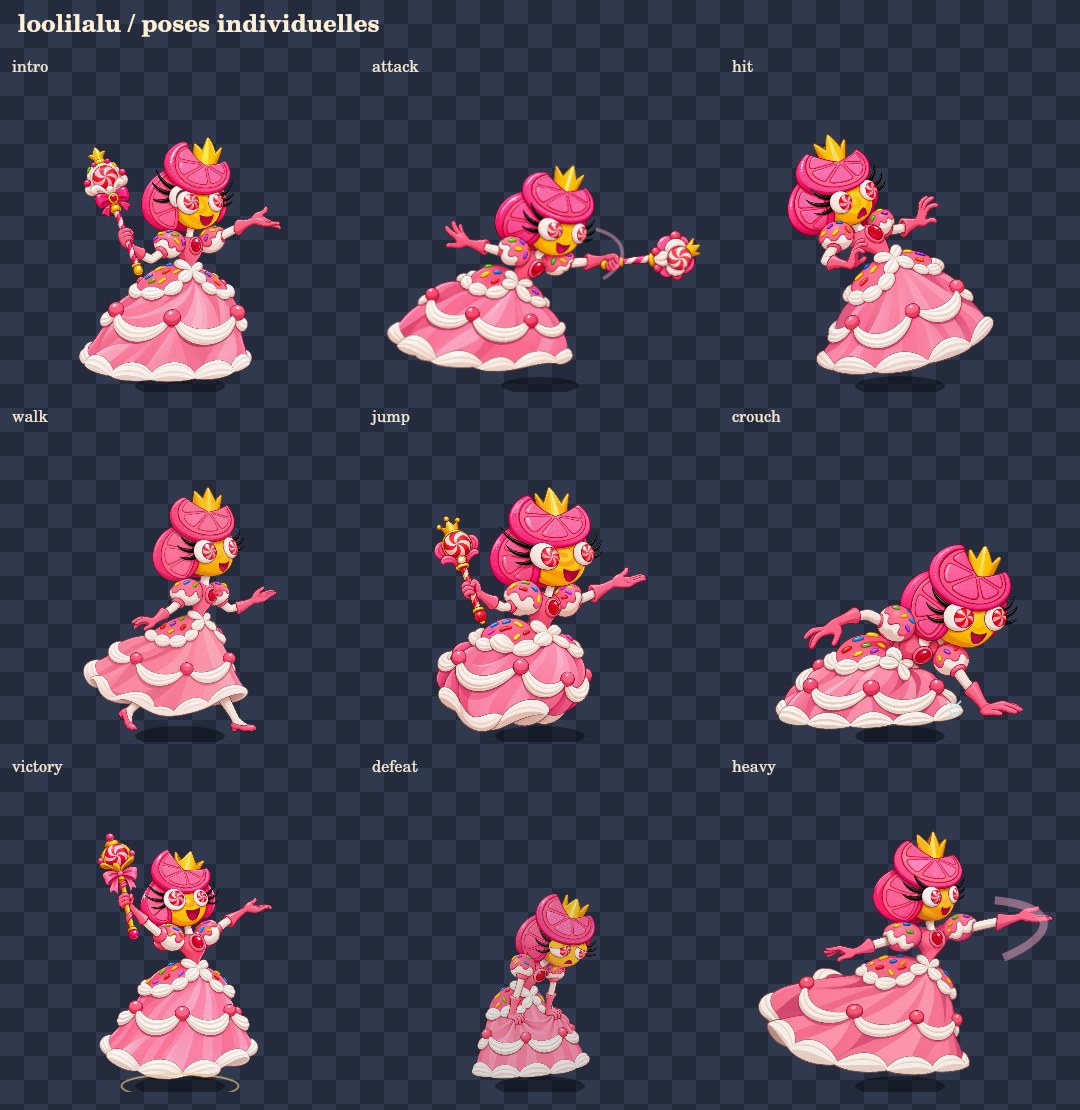 loolilalu / poses individuelles
intro
attack
hit
walk
jump
crouch
victory
defeat
heavy